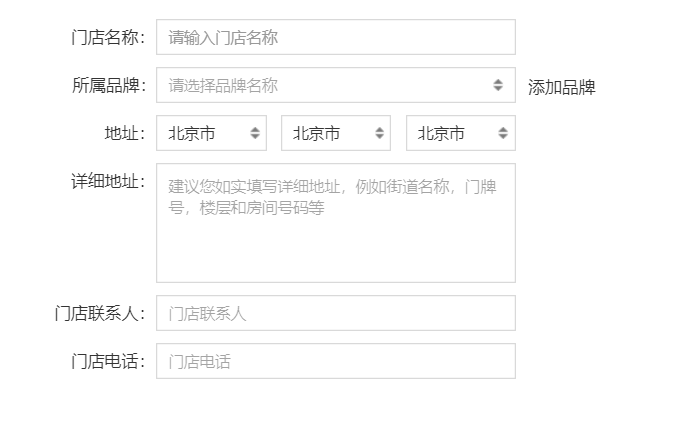 门店名称： 请输入门店名称
所属品牌： 请选择品牌名称 添加品牌
地址： 北京市 北京市 北京市
详细地址： 建议您如实填写详细地址，例如街道名称，门牌
号，楼层和房间号码等
门店联系人： 门店联系人
门店电话： 门店电话